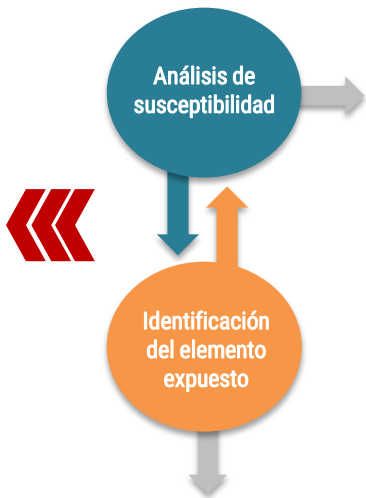 Análisis de
susceptibilidad
Identificación
del elemento
expuesto